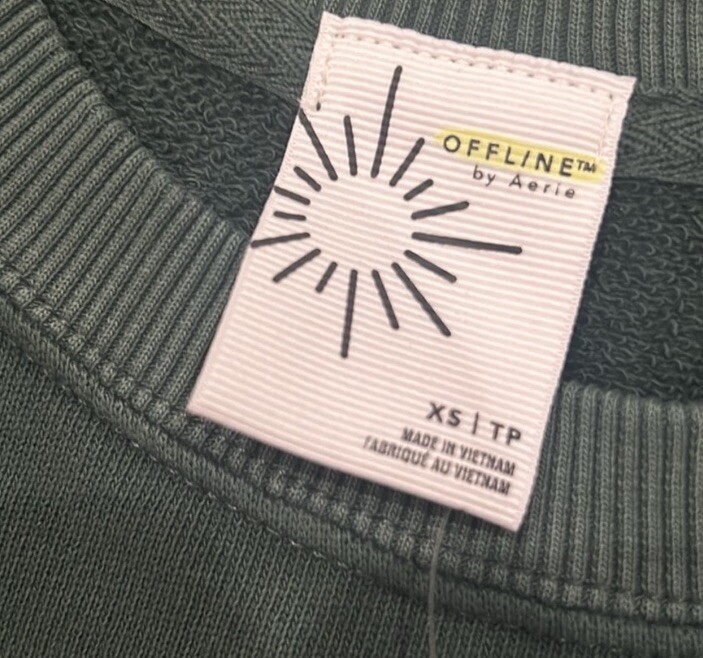 OFFLINE™
by Aerie
XS | TP
MADE IN VIETNAM
FABRIQUÉ AU VIETNAM